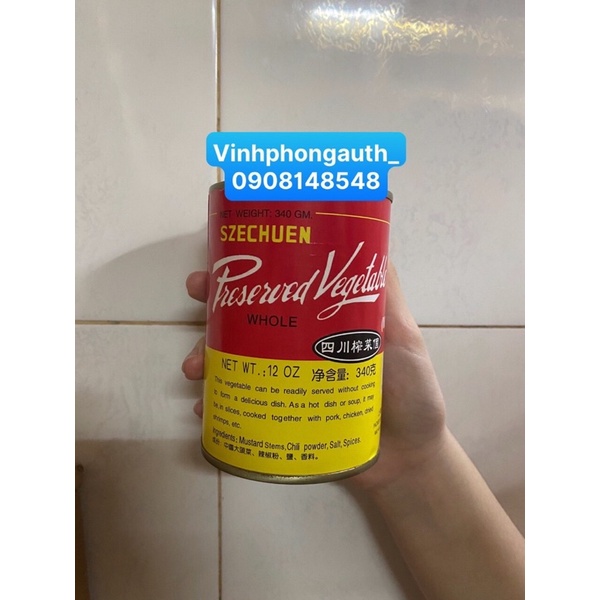 Vinhphongauth_
0908148548
NET WEIGHT: 340 GM.
SZECHUEN
Preserved Vegetable
WHOLE
四川榨菜
NET WT.:12 OZ 净含量: 340克
This vegetable can be readily served without cooking
to form a delicious dish. As a hot dish or soup, it may
be, in slices, cooked together with pork, chicken, dried
shrimps, etc.
Ingredients: Mustard Stems, Chili powder, Salt, Spices.
辣椒粉、鹽、香料。